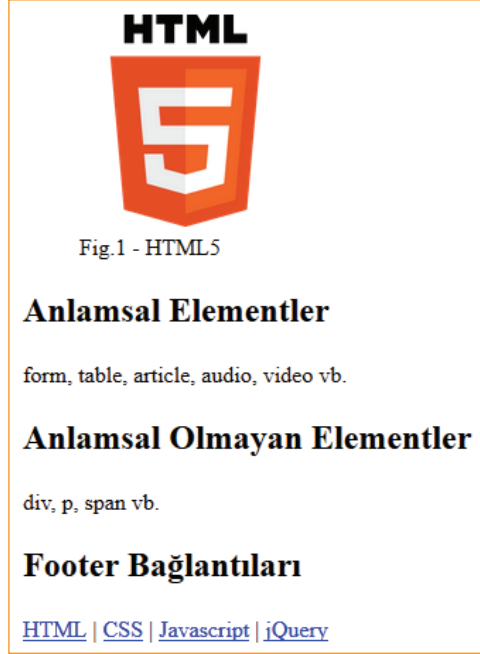 HTML
5
Fig.1 - HTML5
Anlamsal Elementler
form, table, article, audio, video vb.
Anlamsal Olmayan Elementler
div, p, span vb.
Footer Bağlantıları
HTML | CSS | Javascript | jQuery